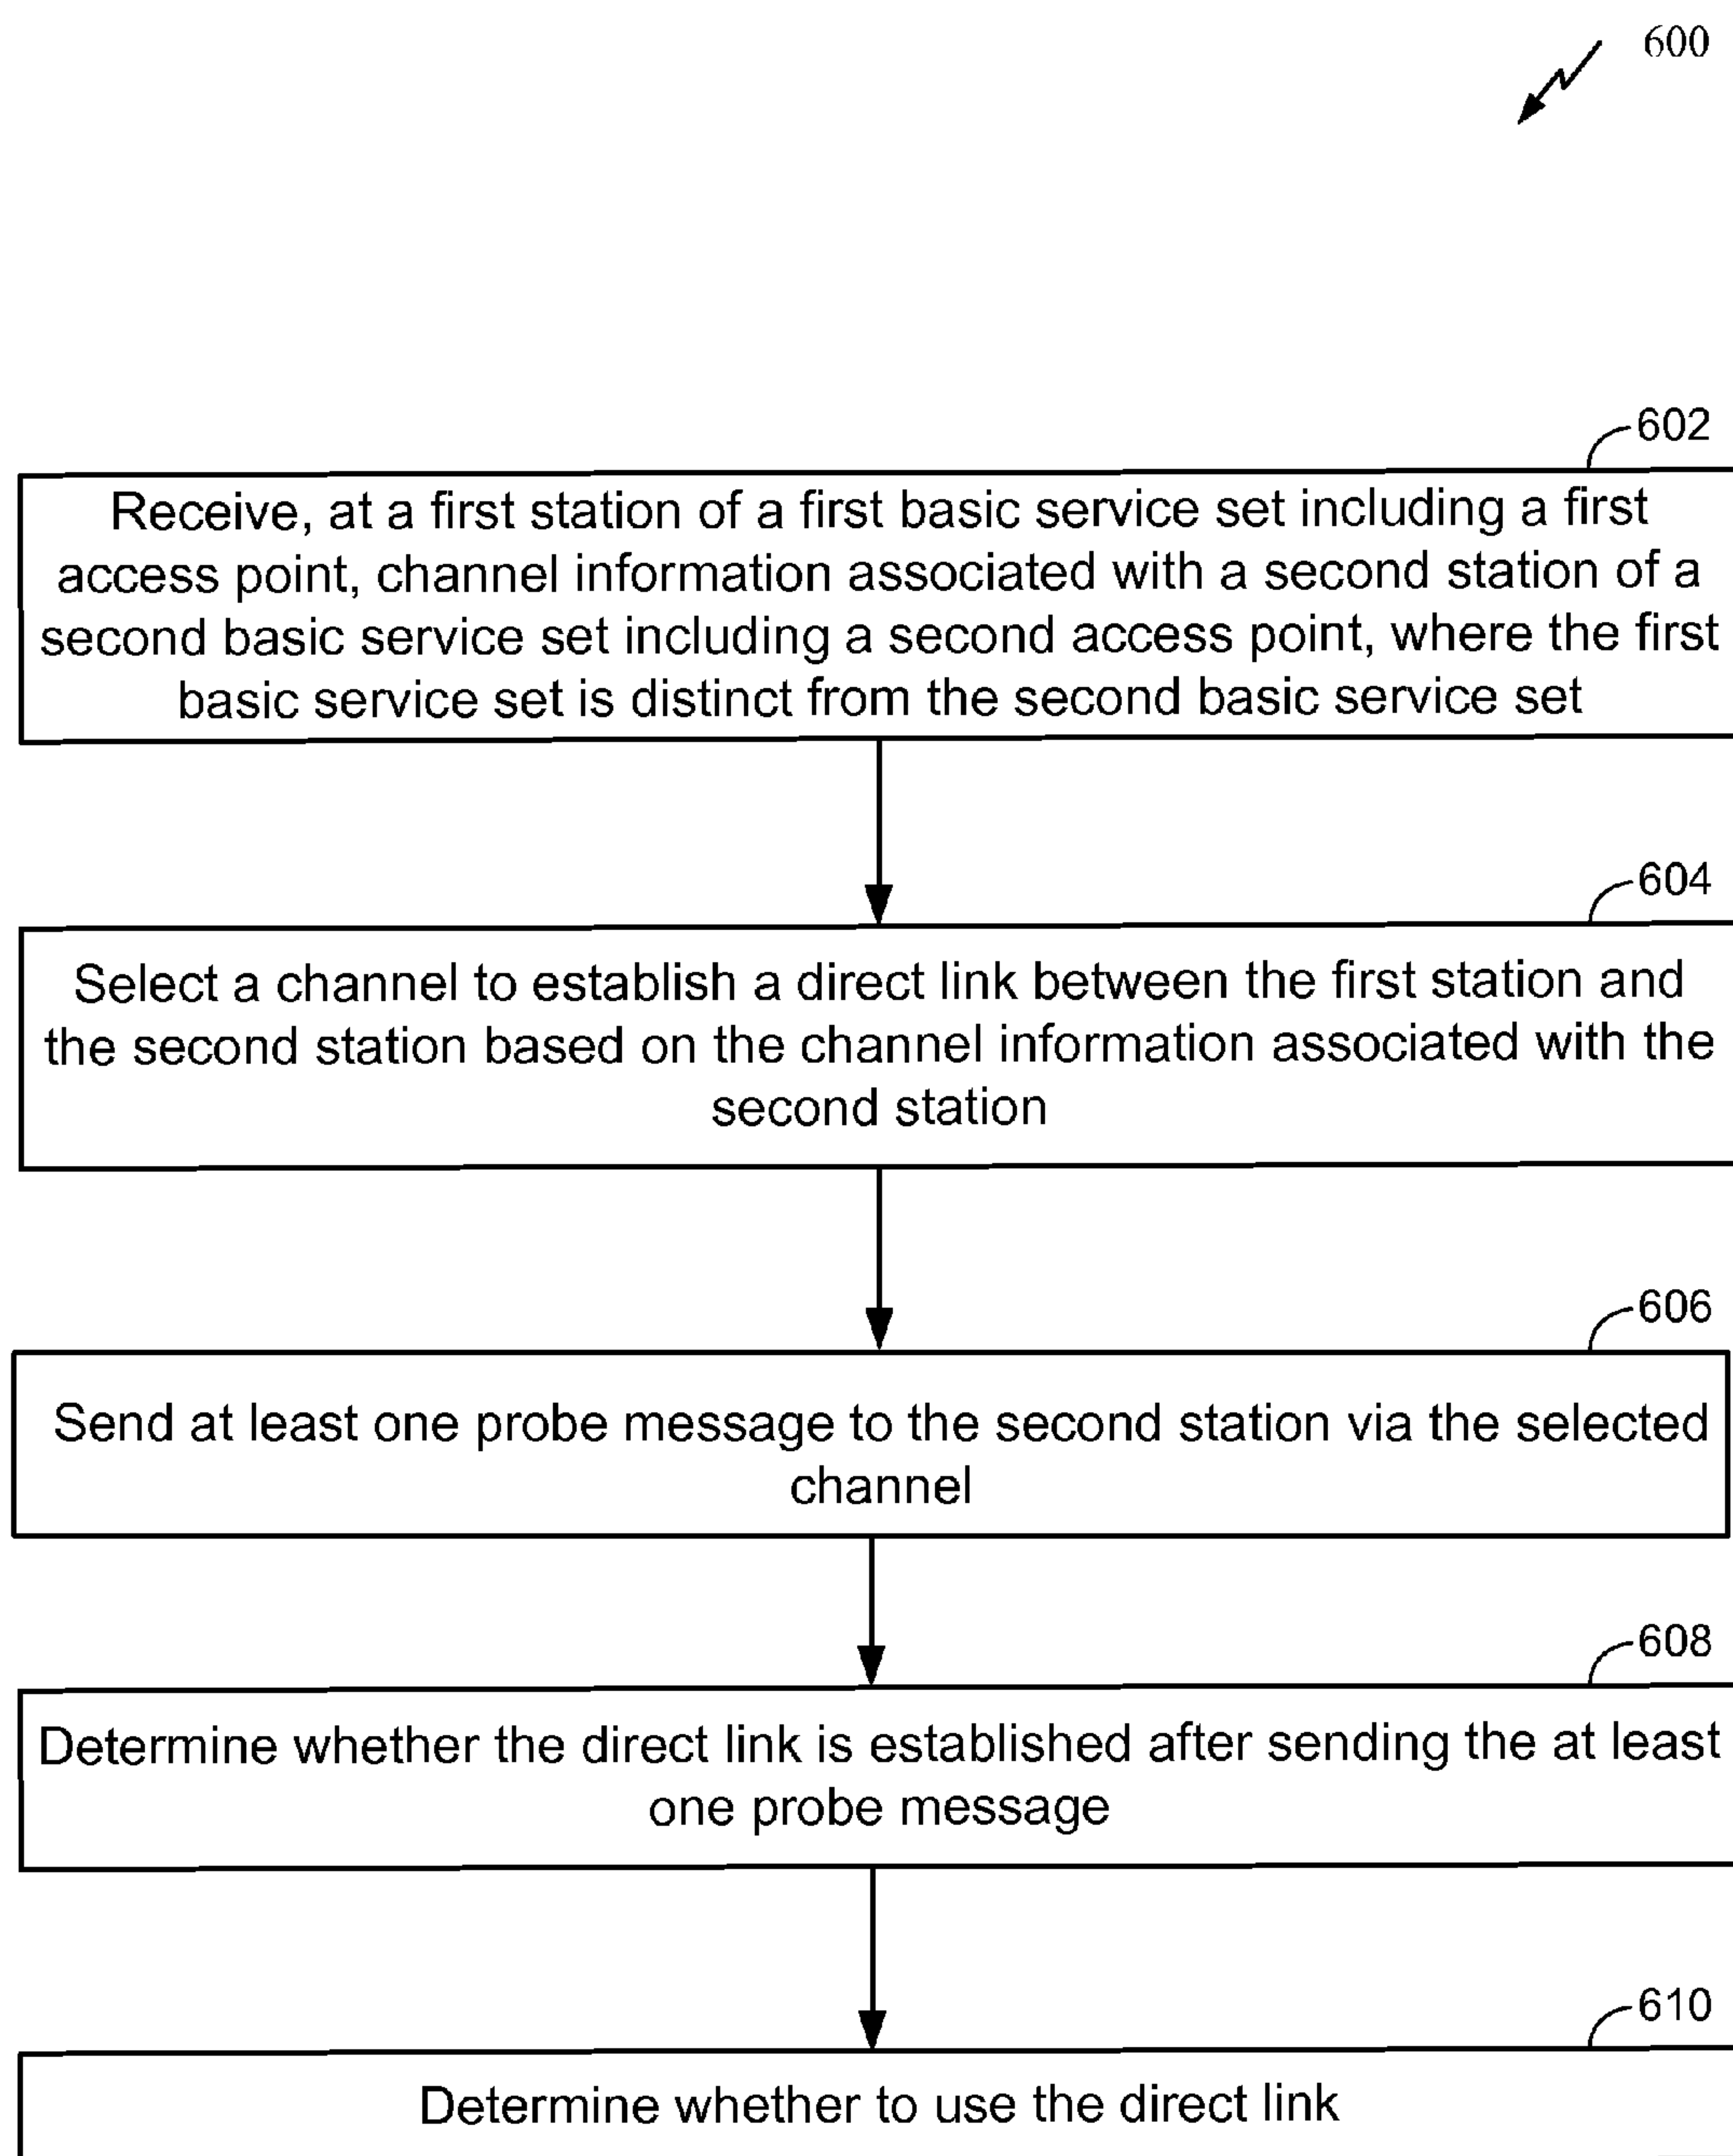 600
602
Receive, at a first station of a first basic service set including a first
access point, channel information associated with a second station of a
second basic service set including a second access point, where the first
basic service set is distinct from the second basic service set
604
Select a channel to establish a direct link between the first station and
the second station based on the channel information associated with the
second station
606
Send at least one probe message to the second station via the selected
channel
608
Determine whether the direct link is established after sending the at least
one probe message
610
Determine whether to use the direct link